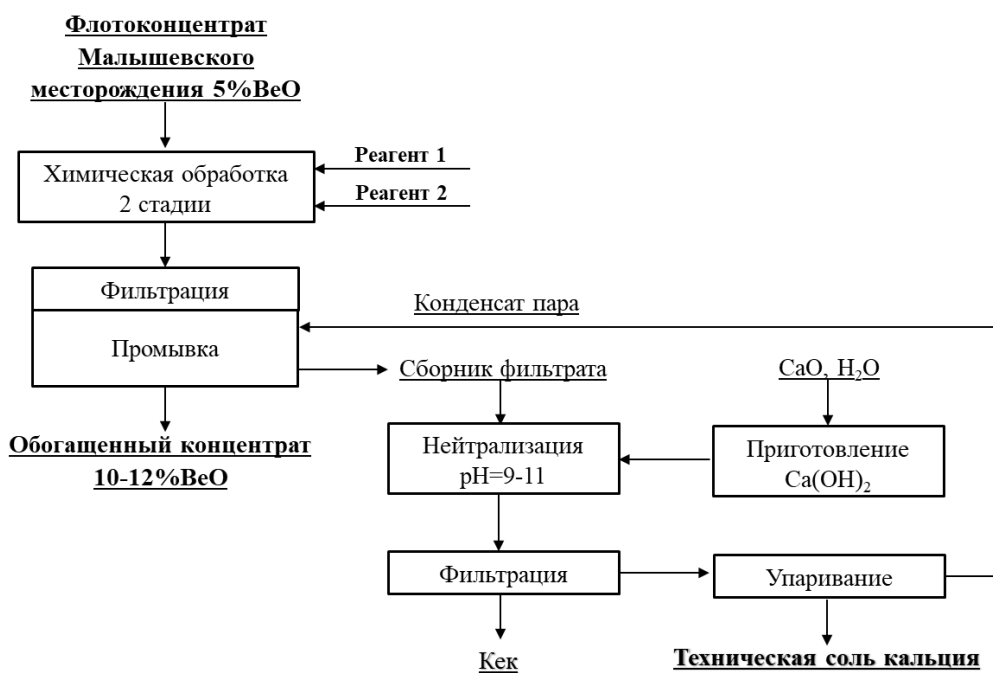 Флотоконцентрат
Малышевского
месторождения 5%BeO
Химическая обработка
2 стадии
Реагент 1
Реагент 2
Фильтрация
Промывка
Конденсат пара
Сборник фильтрата
CaO, H₂O
Обогащенный концентрат
10-12%BeO
Нейтрализация
pH=9-11
Приготовление
Ca(OH)₂
Фильтрация
Упаривание
Кек
Техническая соль кальция